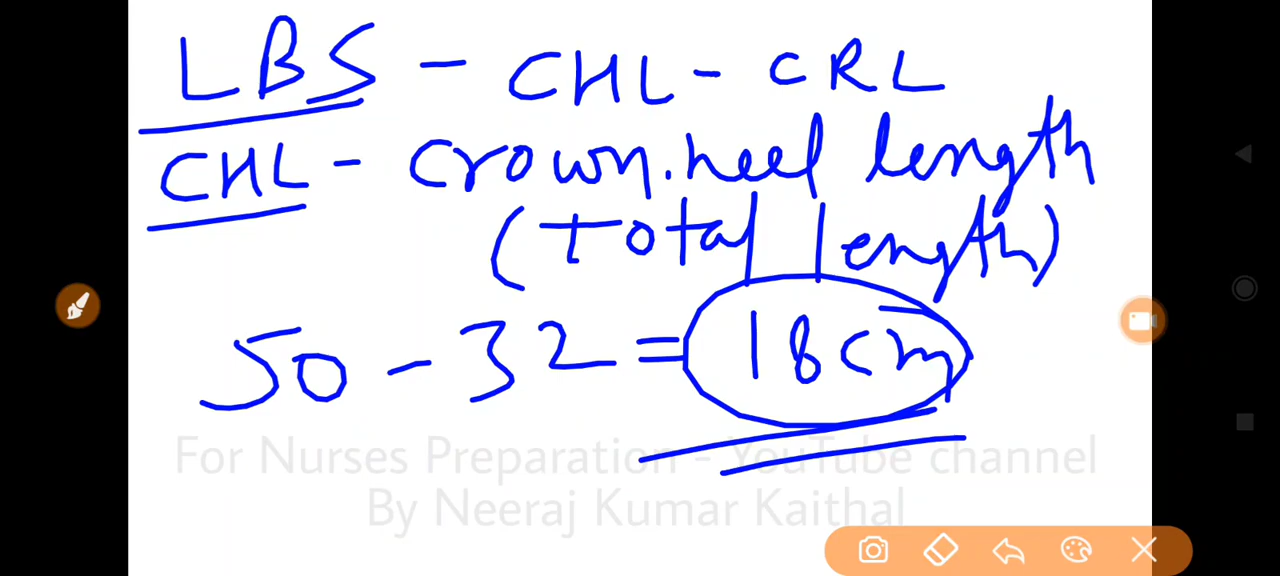 LBS - CHL - CRL
CHL - crown.heel length
(total length)
50 - 32 = 18cm
For Nurses Preparation - YouTube channel
By Neeraj Kumar Kaithal